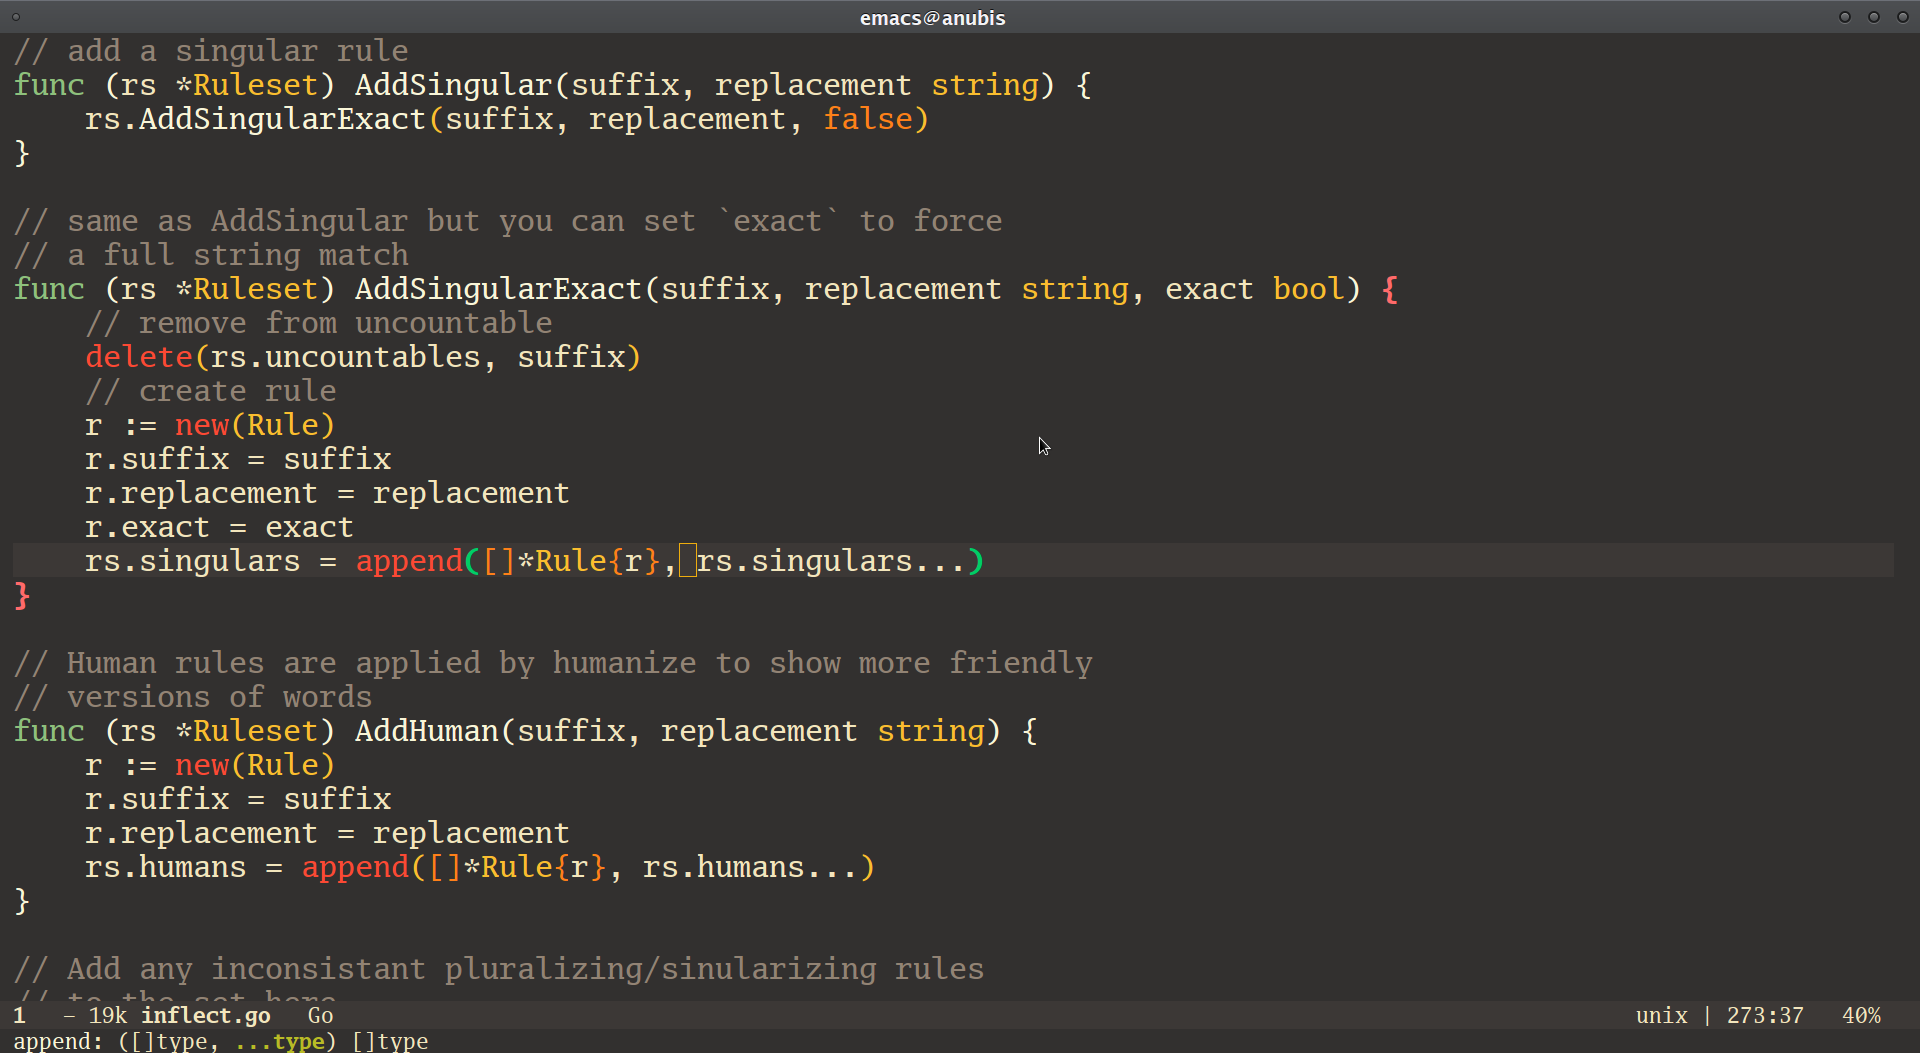 emacs@anubis
// add a singular rule
func (rs *Ruleset) AddSingular(suffix, replacement string) {
    rs.AddSingularExact(suffix, replacement, false)
}

// same as AddSingular but you can set `exact` to force
// a full string match
func (rs *Ruleset) AddSingularExact(suffix, replacement string, exact bool) {
    // remove from uncountable
    delete(rs.uncountables, suffix)
    // create rule
    r := new(Rule)
    r.suffix = suffix
    r.replacement = replacement
    r.exact = exact
    rs.singulars = append([]*Rule{r}, rs.singulars...)
}

// Human rules are applied by humanize to show more friendly
// versions of words
func (rs *Ruleset) AddHuman(suffix, replacement string) {
    r := new(Rule)
    r.suffix = suffix
    r.replacement = replacement
    rs.humans = append([]*Rule{r}, rs.humans...)
}

// Add any inconsistant pluralizing/sinularizing rules
// to the set here
1   – 19k inflect.go   Go   unix | 273:37   40%
append: ([]type, ...type) []type